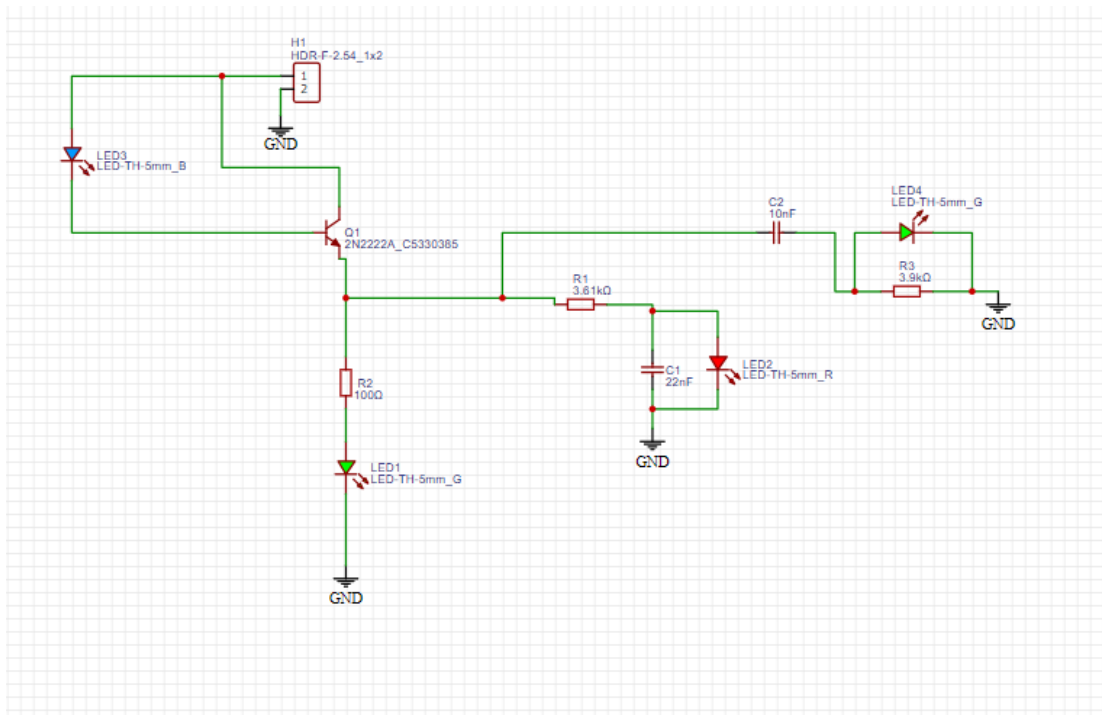 H1
HDR-F-2.54_1x2
1
2
GND
LED3
LED-TH-5mm_B
Q1
2N2222A_C5330385
C2
10nF
LED4
LED-TH-5mm_G
R3
3.9kΩ
GND
R1
3.61kΩ
C1
22nF
LED2
LED-TH-5mm_R
GND
R2
100Ω
LED1
LED-TH-5mm_G
GND